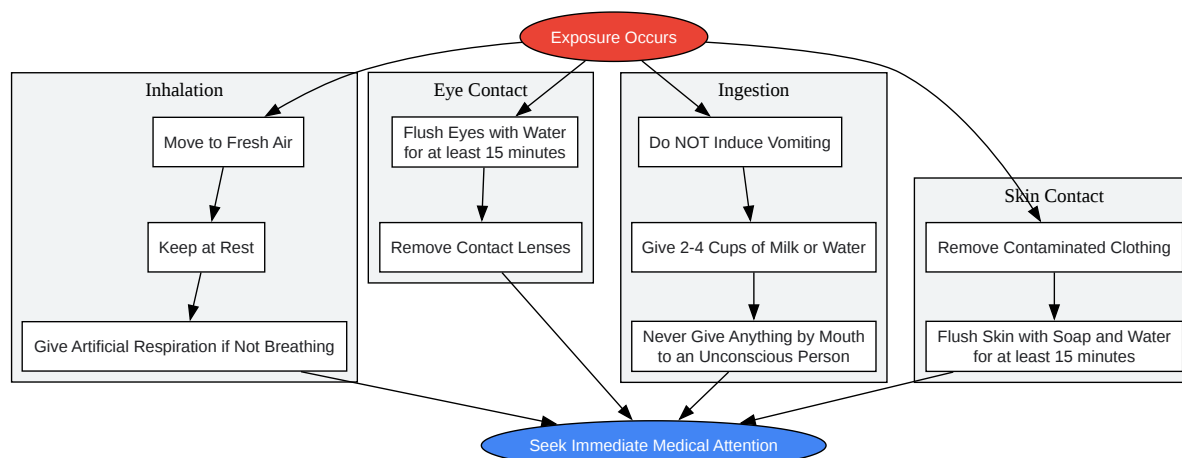 Exposure Occurs
Inhalation
Move to Fresh Air
Keep at Rest
Give Artificial Respiration if Not Breathing
Eye Contact
Flush Eyes with Water
for at least 15 minutes
Remove Contact Lenses
Ingestion
Do NOT Induce Vomiting
Give 2-4 Cups of Milk or Water
Never Give Anything by Mouth
to an Unconscious Person
Skin Contact
Remove Contaminated Clothing
Flush Skin with Soap and Water
for at least 15 minutes
Seek Immediate Medical Attention